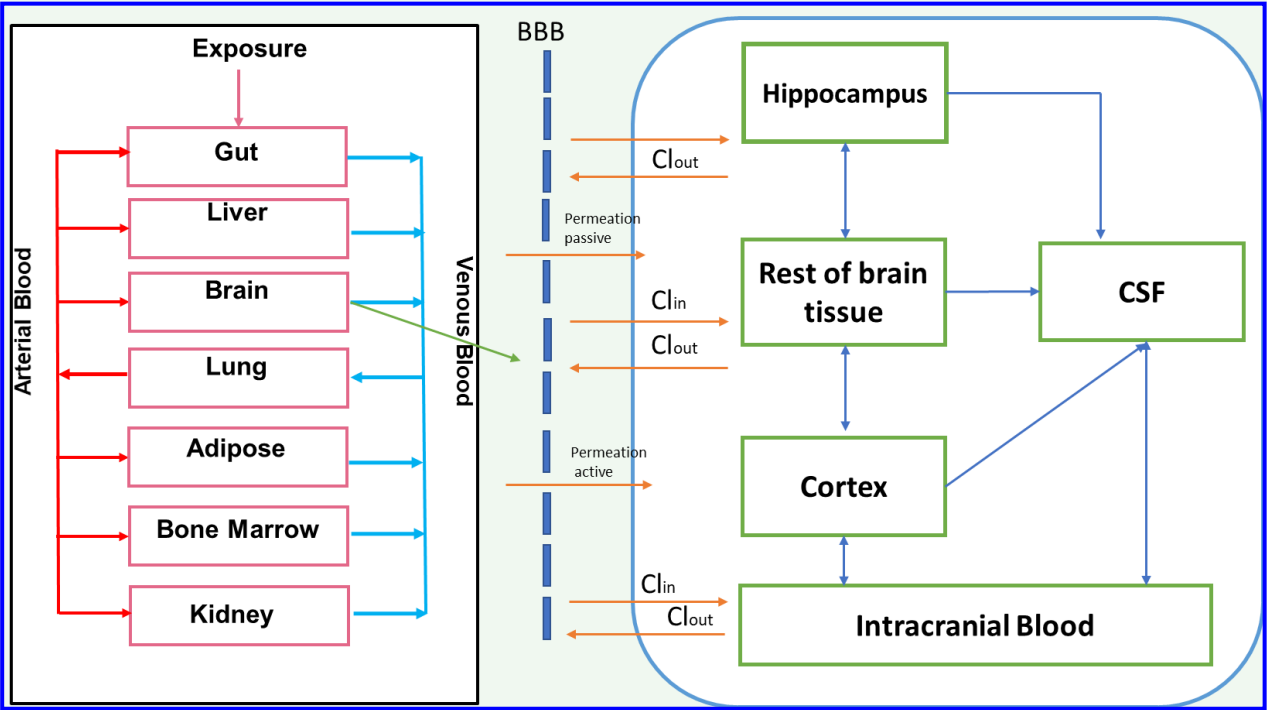 Exposure
Gut
Liver
Brain
Lung
Adipose
Bone Marrow
Kidney
Arterial Blood
Venous Blood
BBB
Clout
Permeation
passive
Clin
Clout
Permeation
active
Clin
Clout
Hippocampus
Rest of brain
tissue
CSF
Cortex
Intracranial Blood